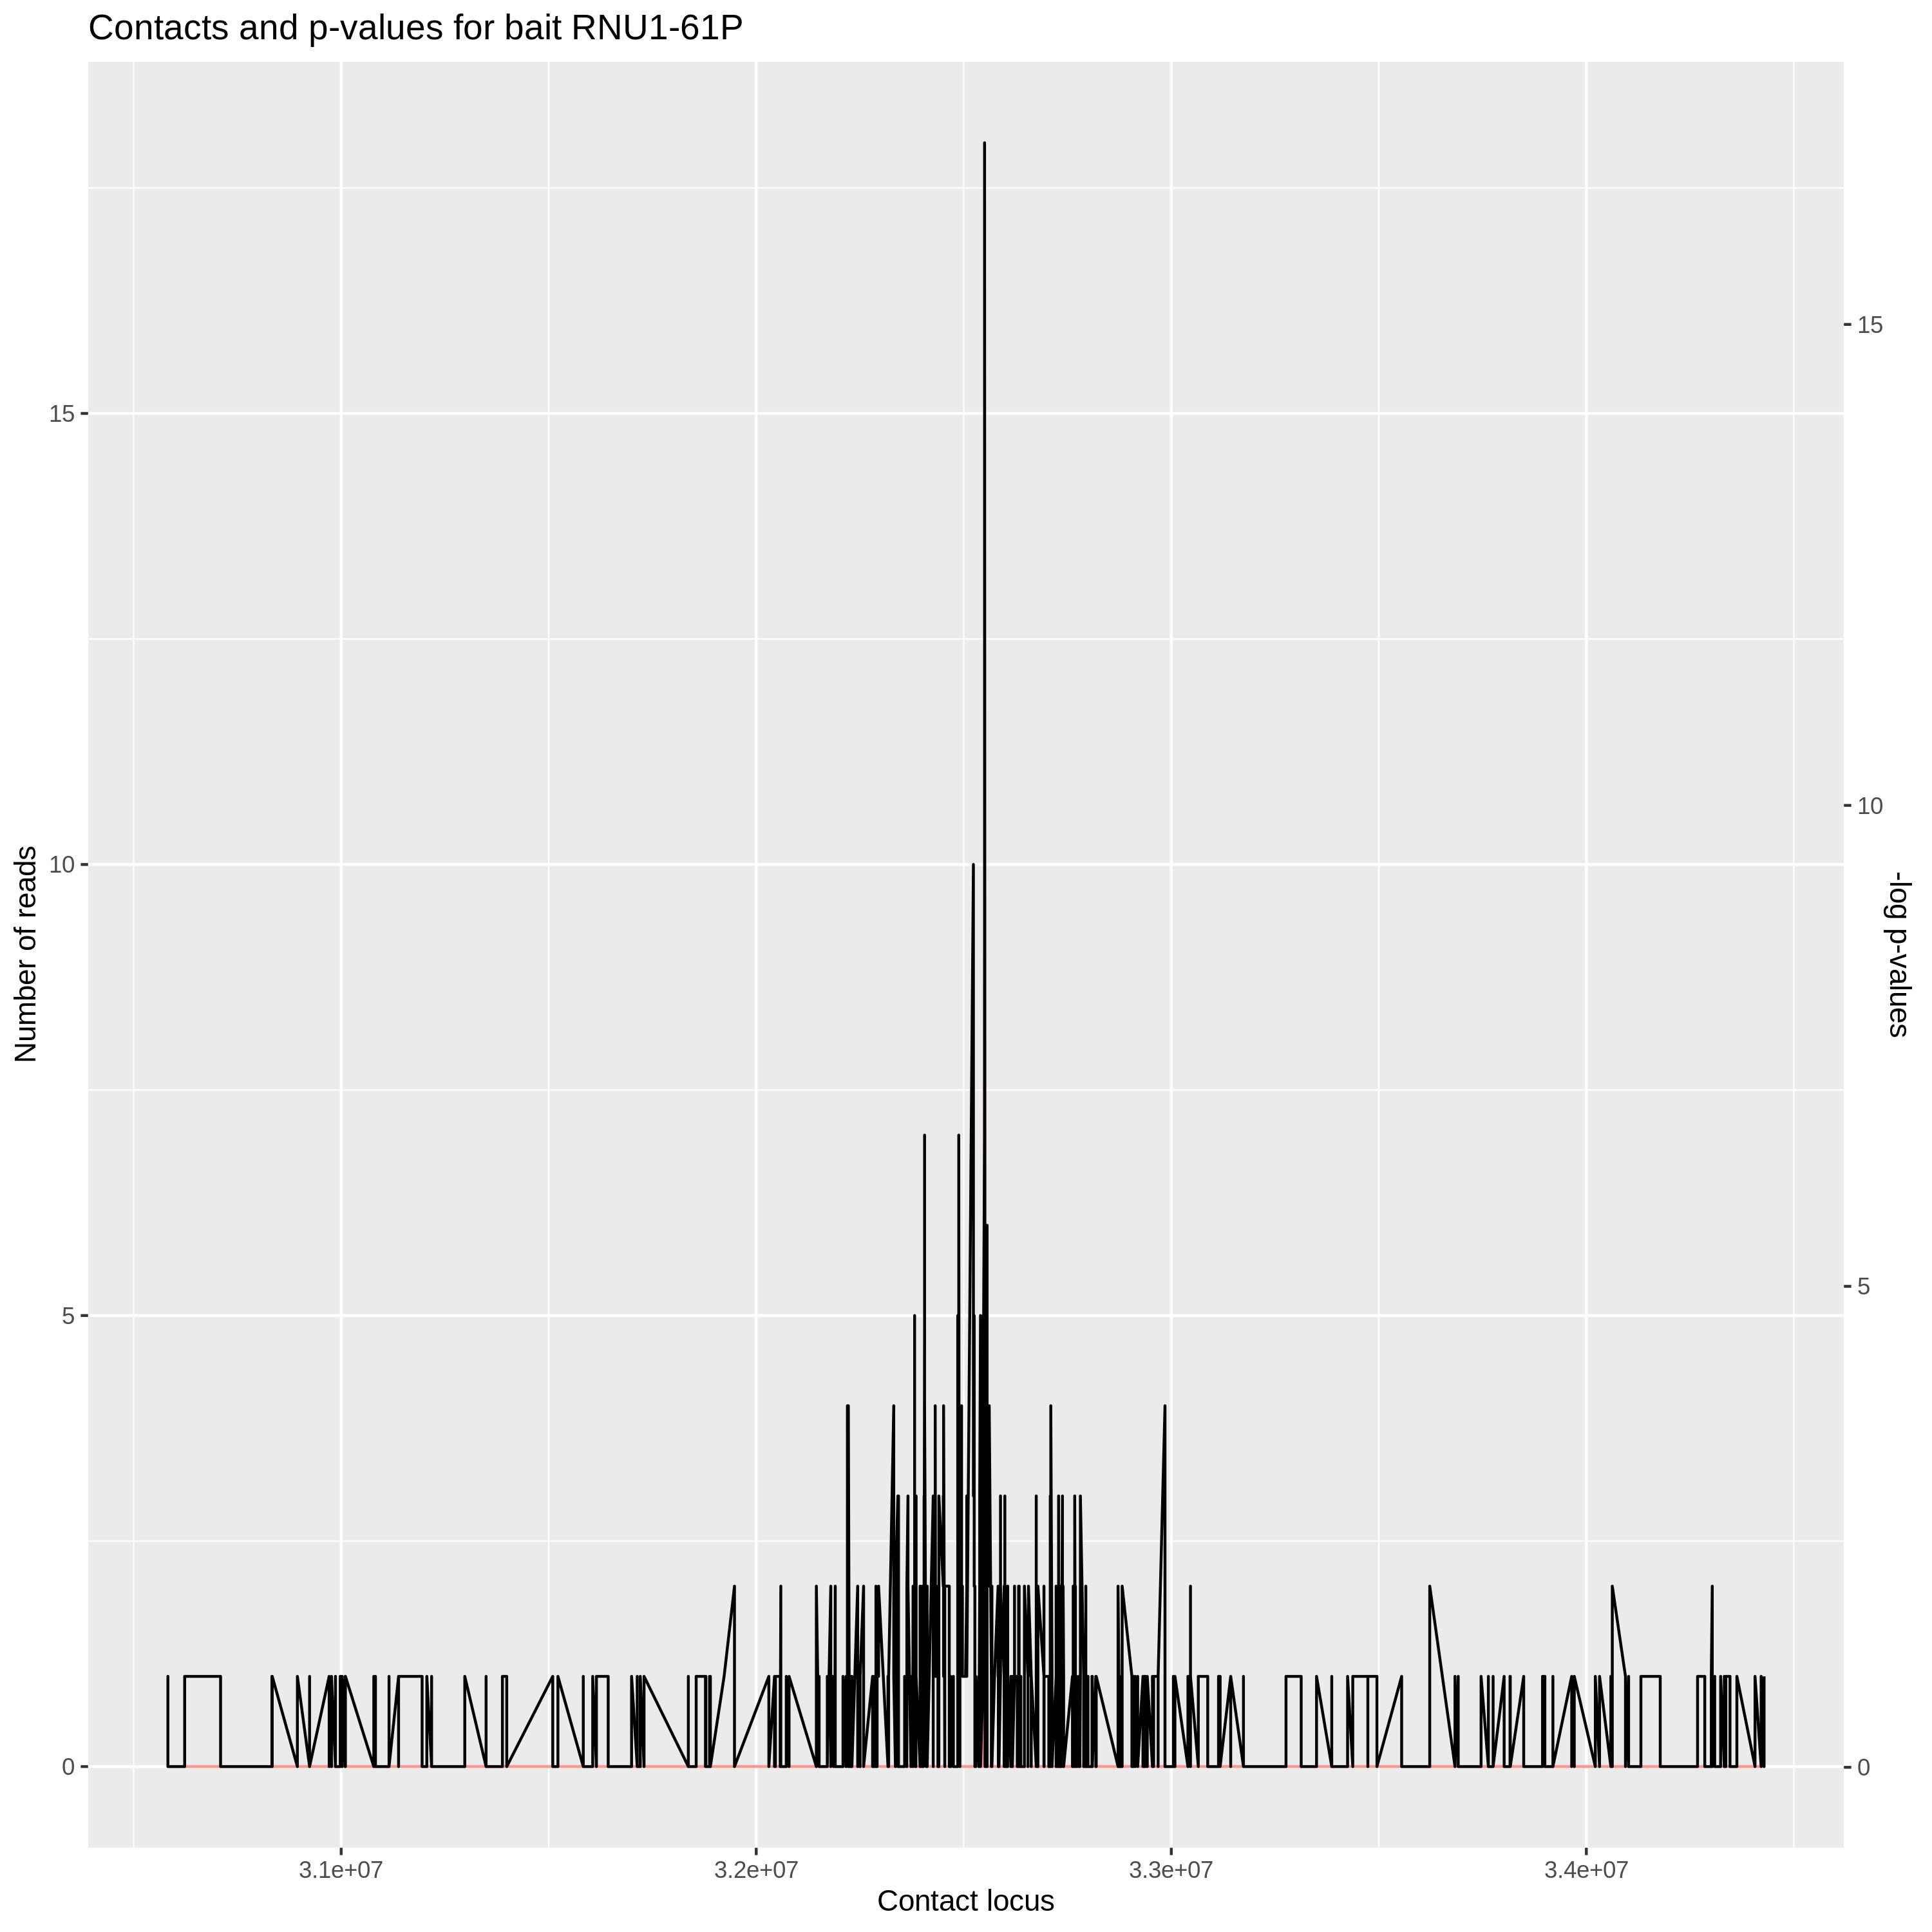 Contacts and p-values for bait RNU1-61P
Number of reads
15
10
5
0
15
10
5
0
-log p-values
3.1e+07
3.2e+07
3.3e+07
3.4e+07
Contact locus